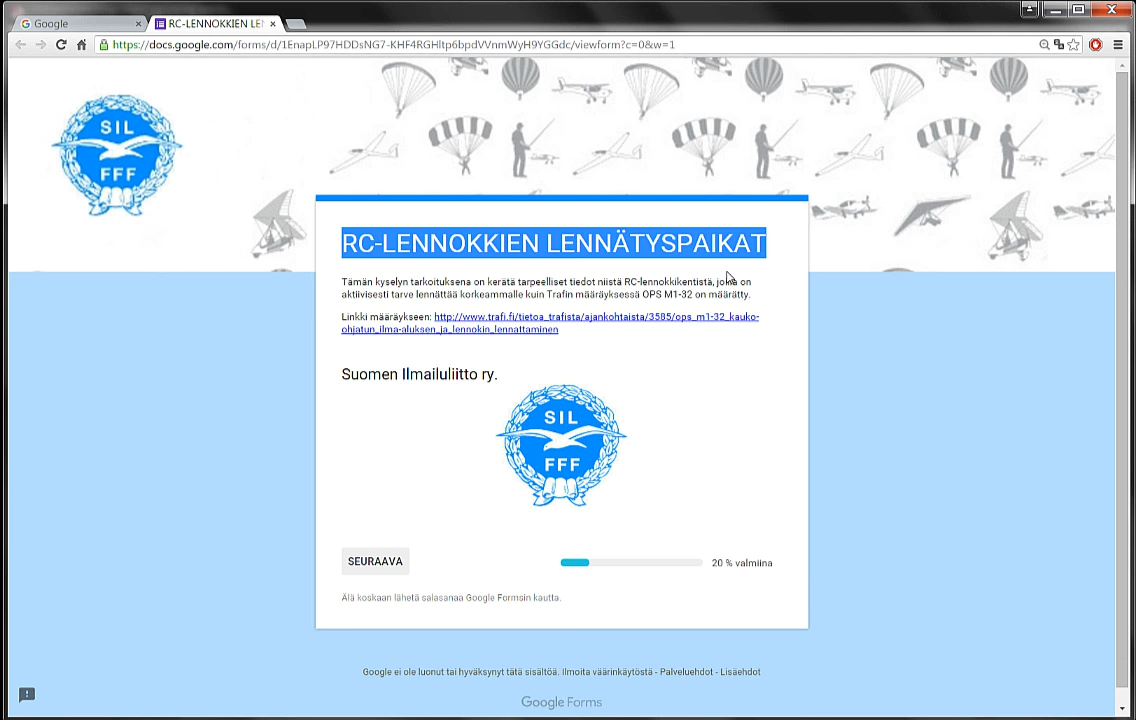 Google
RC-LENNOKKIEN LEN
https://docs.google.com/forms/d/1EnapLP97HDDsNG7-KHF4RGHltp6bpdVVnmWyH9YGGdc/viewform?c=0&w=1
SIL
FFF
RC-LENNOKKIEN LENNÄTYSPAIKAT
Tämän kyselyn tarkoituksena on kerätä tarpeelliset tiedot niistä RC-lennokkikentistä, joilla on
aktiivisesti tarve lennättää korkeammalle kuin Trafin määräyksessä OPS M1-32 on määrätty.
Linkki määräykseen: http://www.trafi.fi/tietoa_trafista/ajankohtaista/3585/ops_m1-32_kauko-
ohjatun_ilma-aluksen_ja_lennokin_lennattaminen
Suomen Ilmailuliitto ry.
SIL
FFF
SEURAAVA
20 % valmiina
Älä koskaan lähetä salasanaa Google Formsin kautta.
Google ei ole luonut tai hyväksynyt tätä sisältöä. Ilmoita väärinkäytöstä - Palveluehdot - Lisäehdot
Google Forms